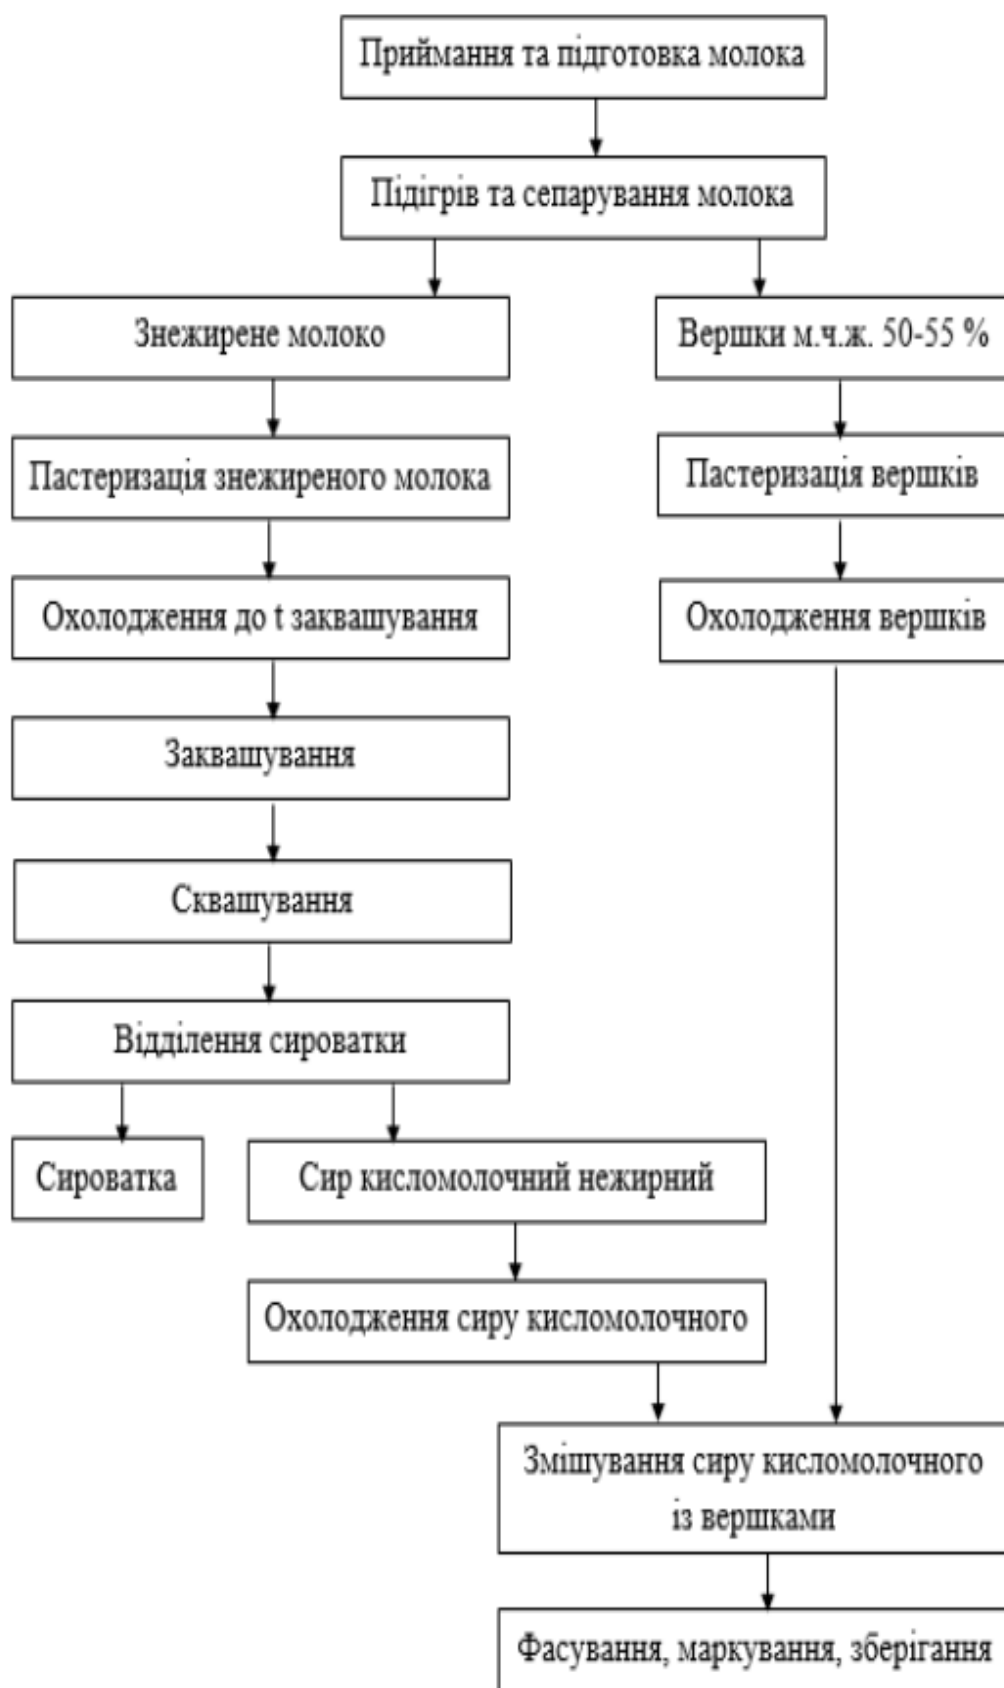 Приймання та підготовка молока
Підігрів та сепарування молока
Знежирене молоко
Вершки м.ч.ж. 50-55 %
Пастеризація знежиреного молока
Пастеризація вершків
Охолодження до t заквашування
Охолодження вершків
Заквашування
Сквашування
Відділення сироватки
Сироватка
Сир кисломолочний нежирний
Охолодження сиру кисломолочного
Змішування сиру кисломолочного
із вершками
Фасування, маркування, зберігання